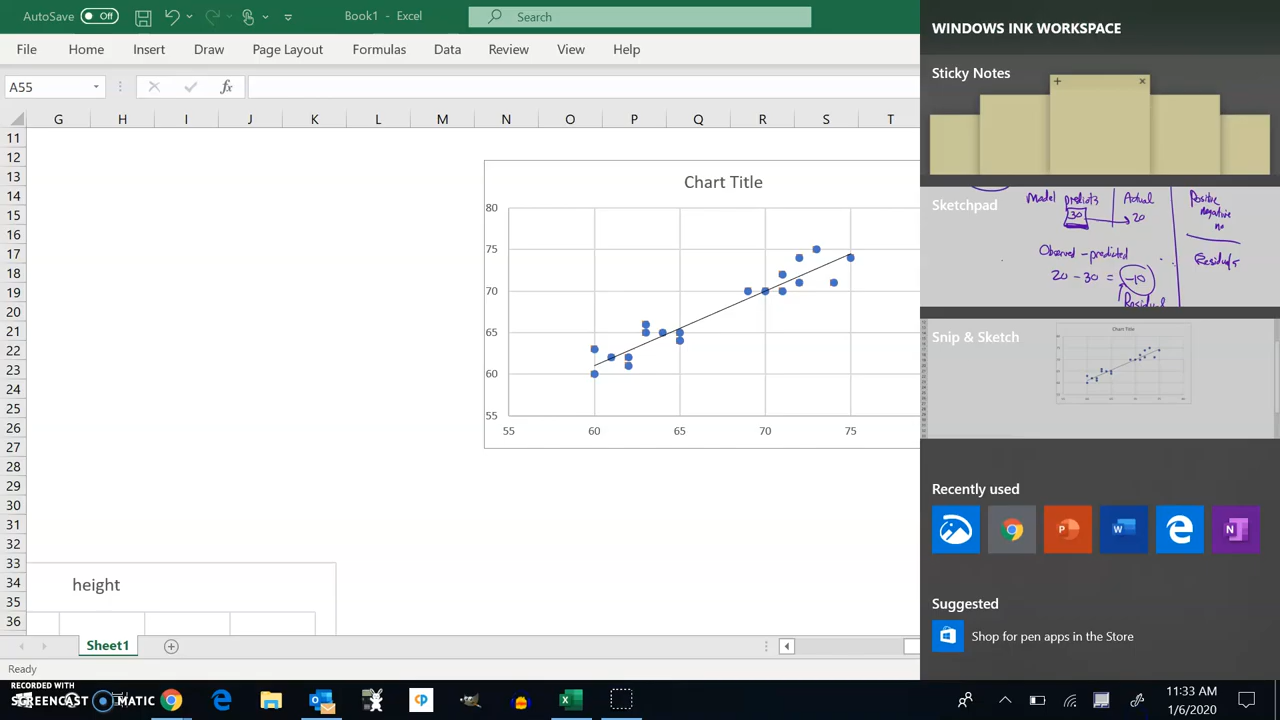 AutoSave Off
Book1 - Excel
Search
File Home Insert Draw Page Layout Formulas Data Review View Help
A55
fx
G H I J K L M N O P Q R S T
11
12
13
14
15
16
17
18
19
20
21
22
23
24
25
26
27
28
29
30
31
32
33
34
35
36
Chart Title
80
75
70
65
60
55
55 60 65 70 75
height
Sheet1
Ready
WINDOWS INK WORKSPACE
Sticky Notes
Sketchpad
Model predicts Actual
30 20
Positive
negative
no
Observed - predicted
20 - 30 = -10
Residuals
Residual
Snip & Sketch
Chart Title
Recently used
Suggested
Shop for pen apps in the Store
RECORDED WITH
SCREENCAST MATIC
11:33 AM
1/6/2020